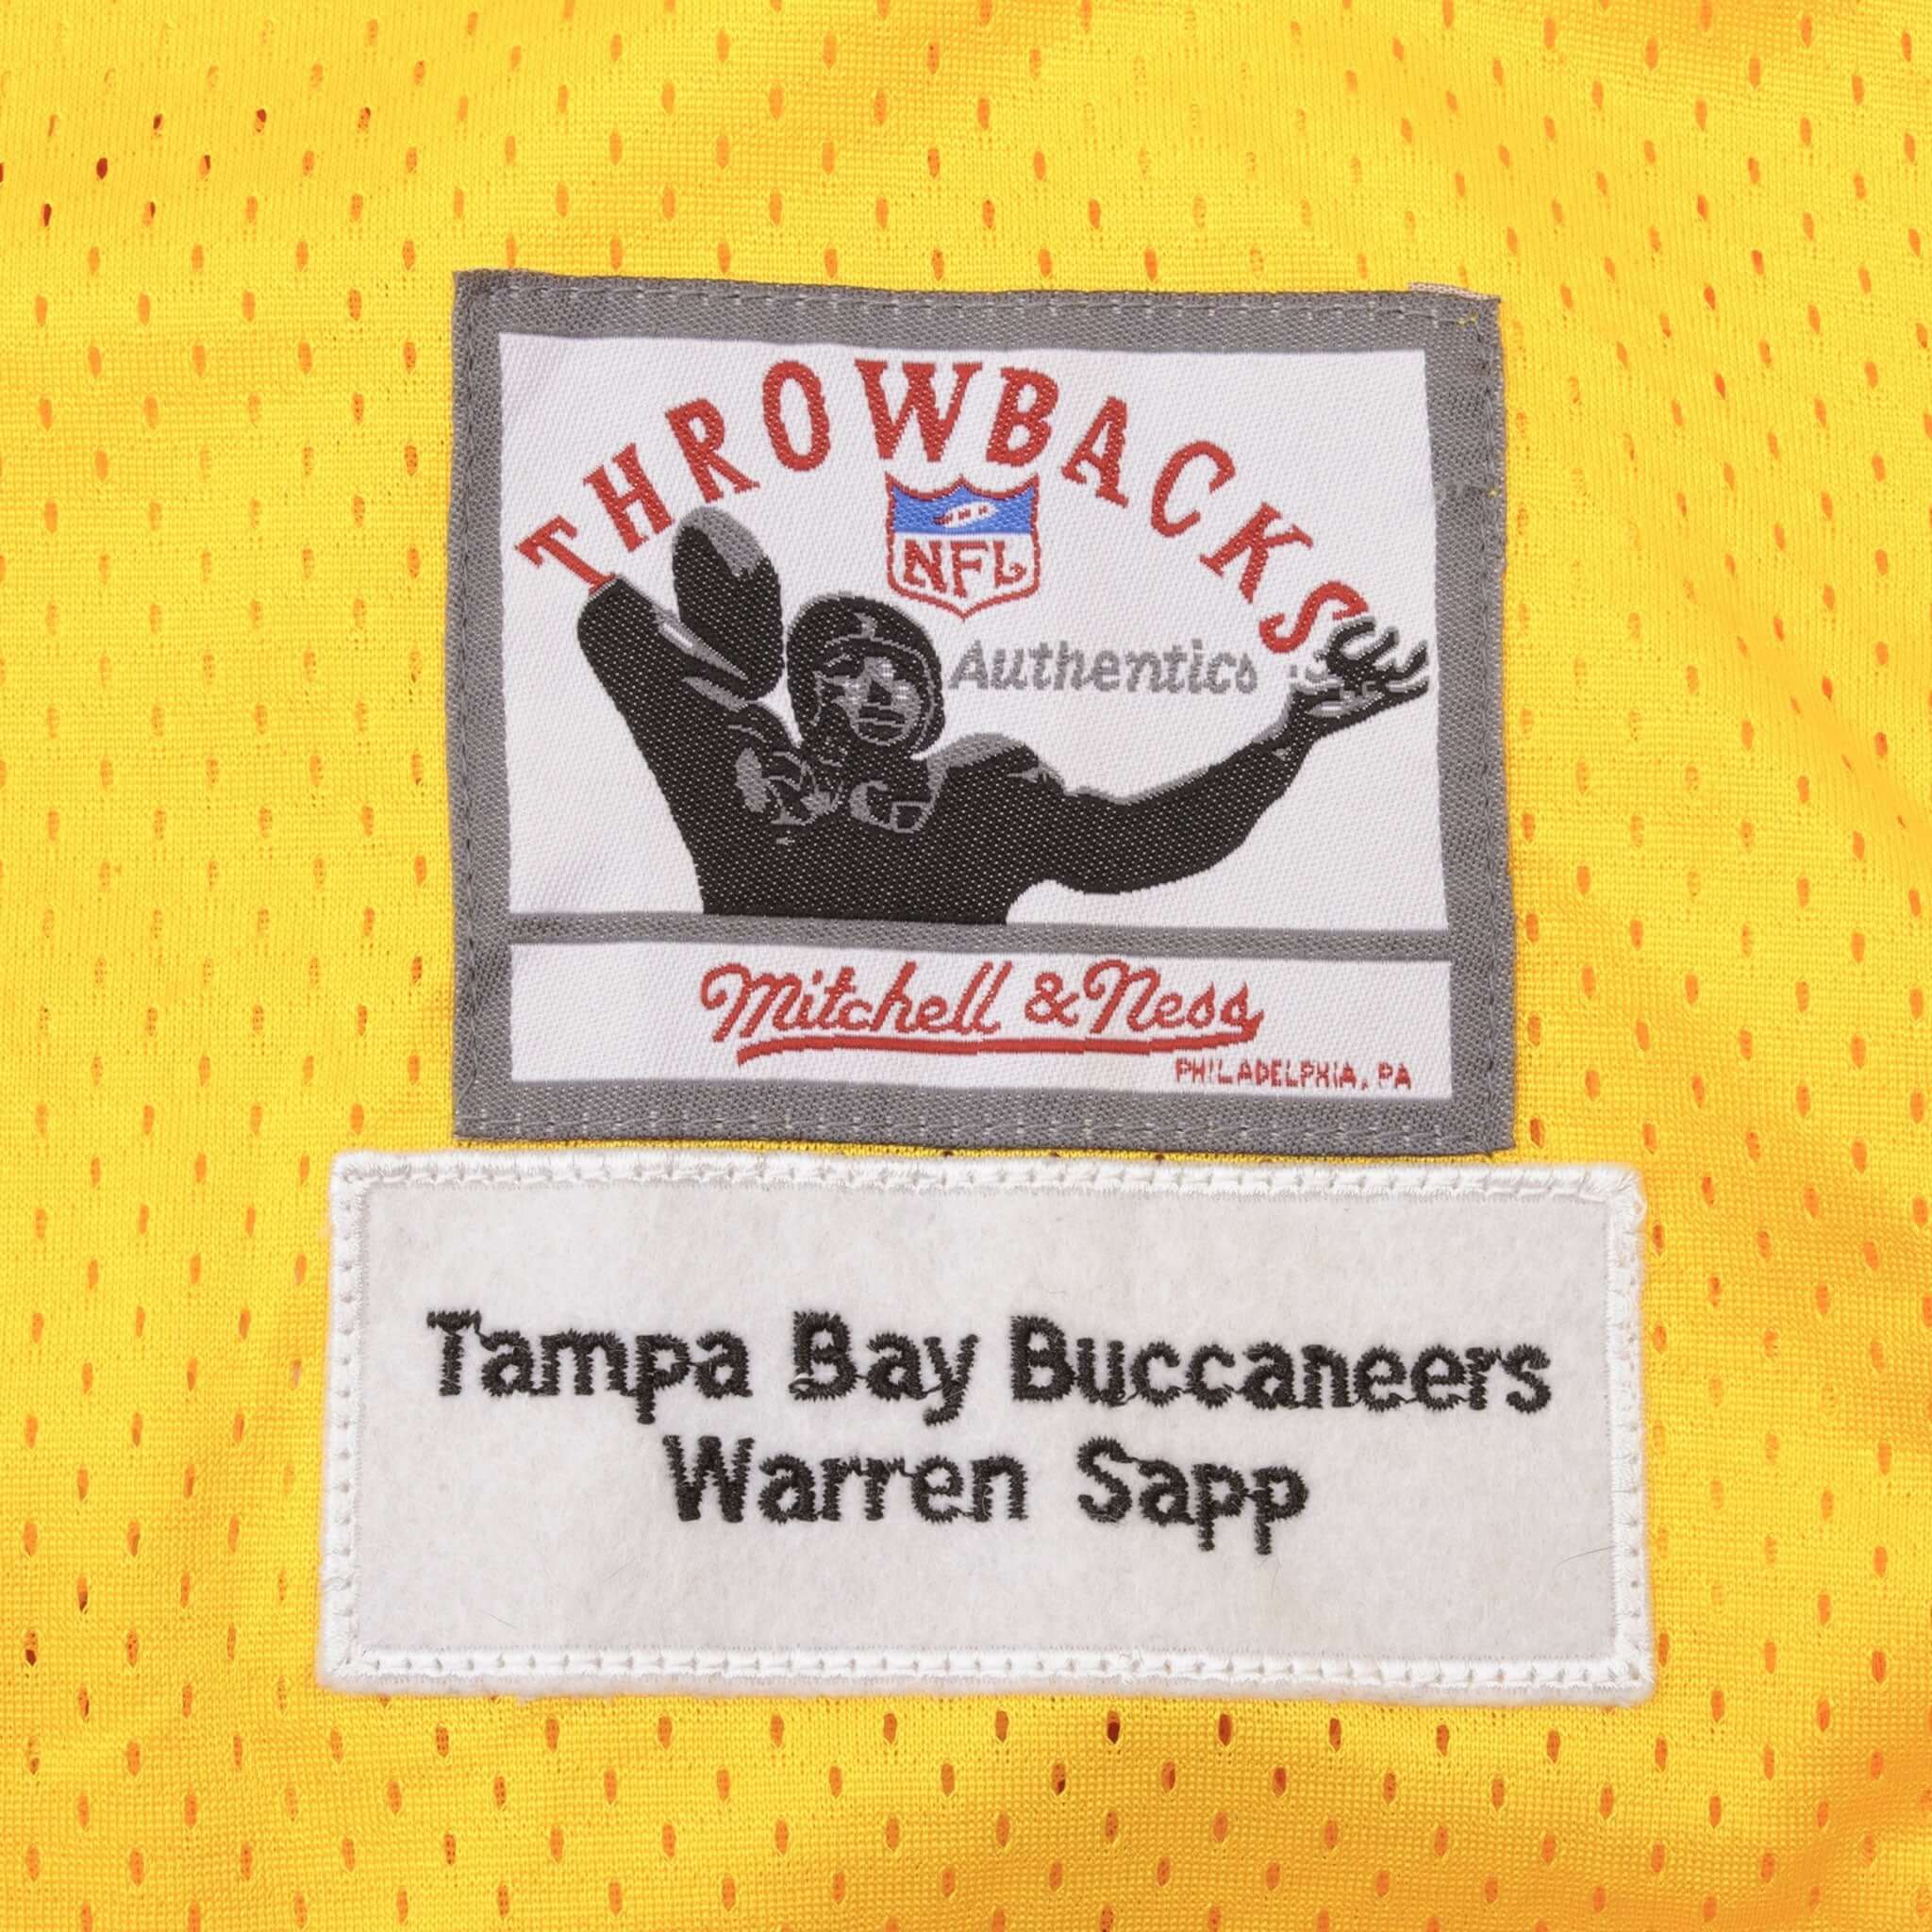 THROWBACKS
NFL
Authentics
Mitchell & Ness
PHILADELPHIA, PA
Tampa Bay Buccaneers
Warren Sapp